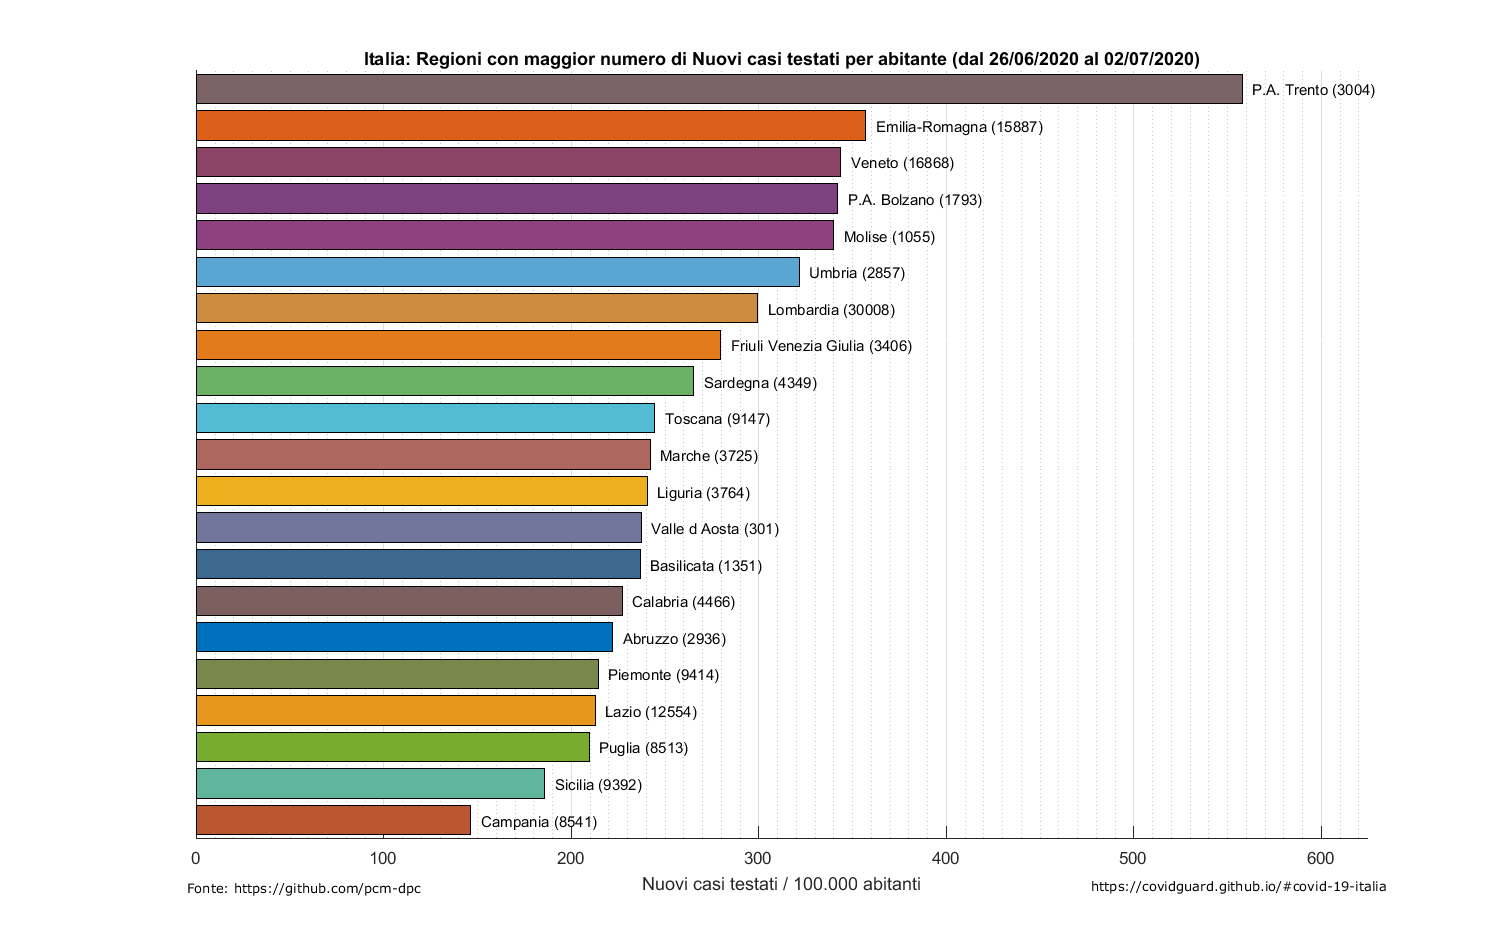 Italia: Regioni con maggior numero di Nuovi casi testati per abitante (dal 26/06/2020 al 02/07/2020)
P.A. Trento (3004)
Emilia-Romagna (15887)
Veneto (16868)
P.A. Bolzano (1793)
Molise (1055)
Umbria (2857)
Lombardia (30008)
Friuli Venezia Giulia (3406)
Sardegna (4349)
Toscana (9147)
Marche (3725)
Liguria (3764)
Valle d Aosta (301)
Basilicata (1351)
Calabria (4466)
Abruzzo (2936)
Piemonte (9414)
Lazio (12554)
Puglia (8513)
Sicilia (9392)
Campania (8541)
0 100 200 300 400 500 600
Nuovi casi testati / 100.000 abitanti
Fonte: https://github.com/pcm-dpc
https://covidguard.github.io/#covid-19-italia